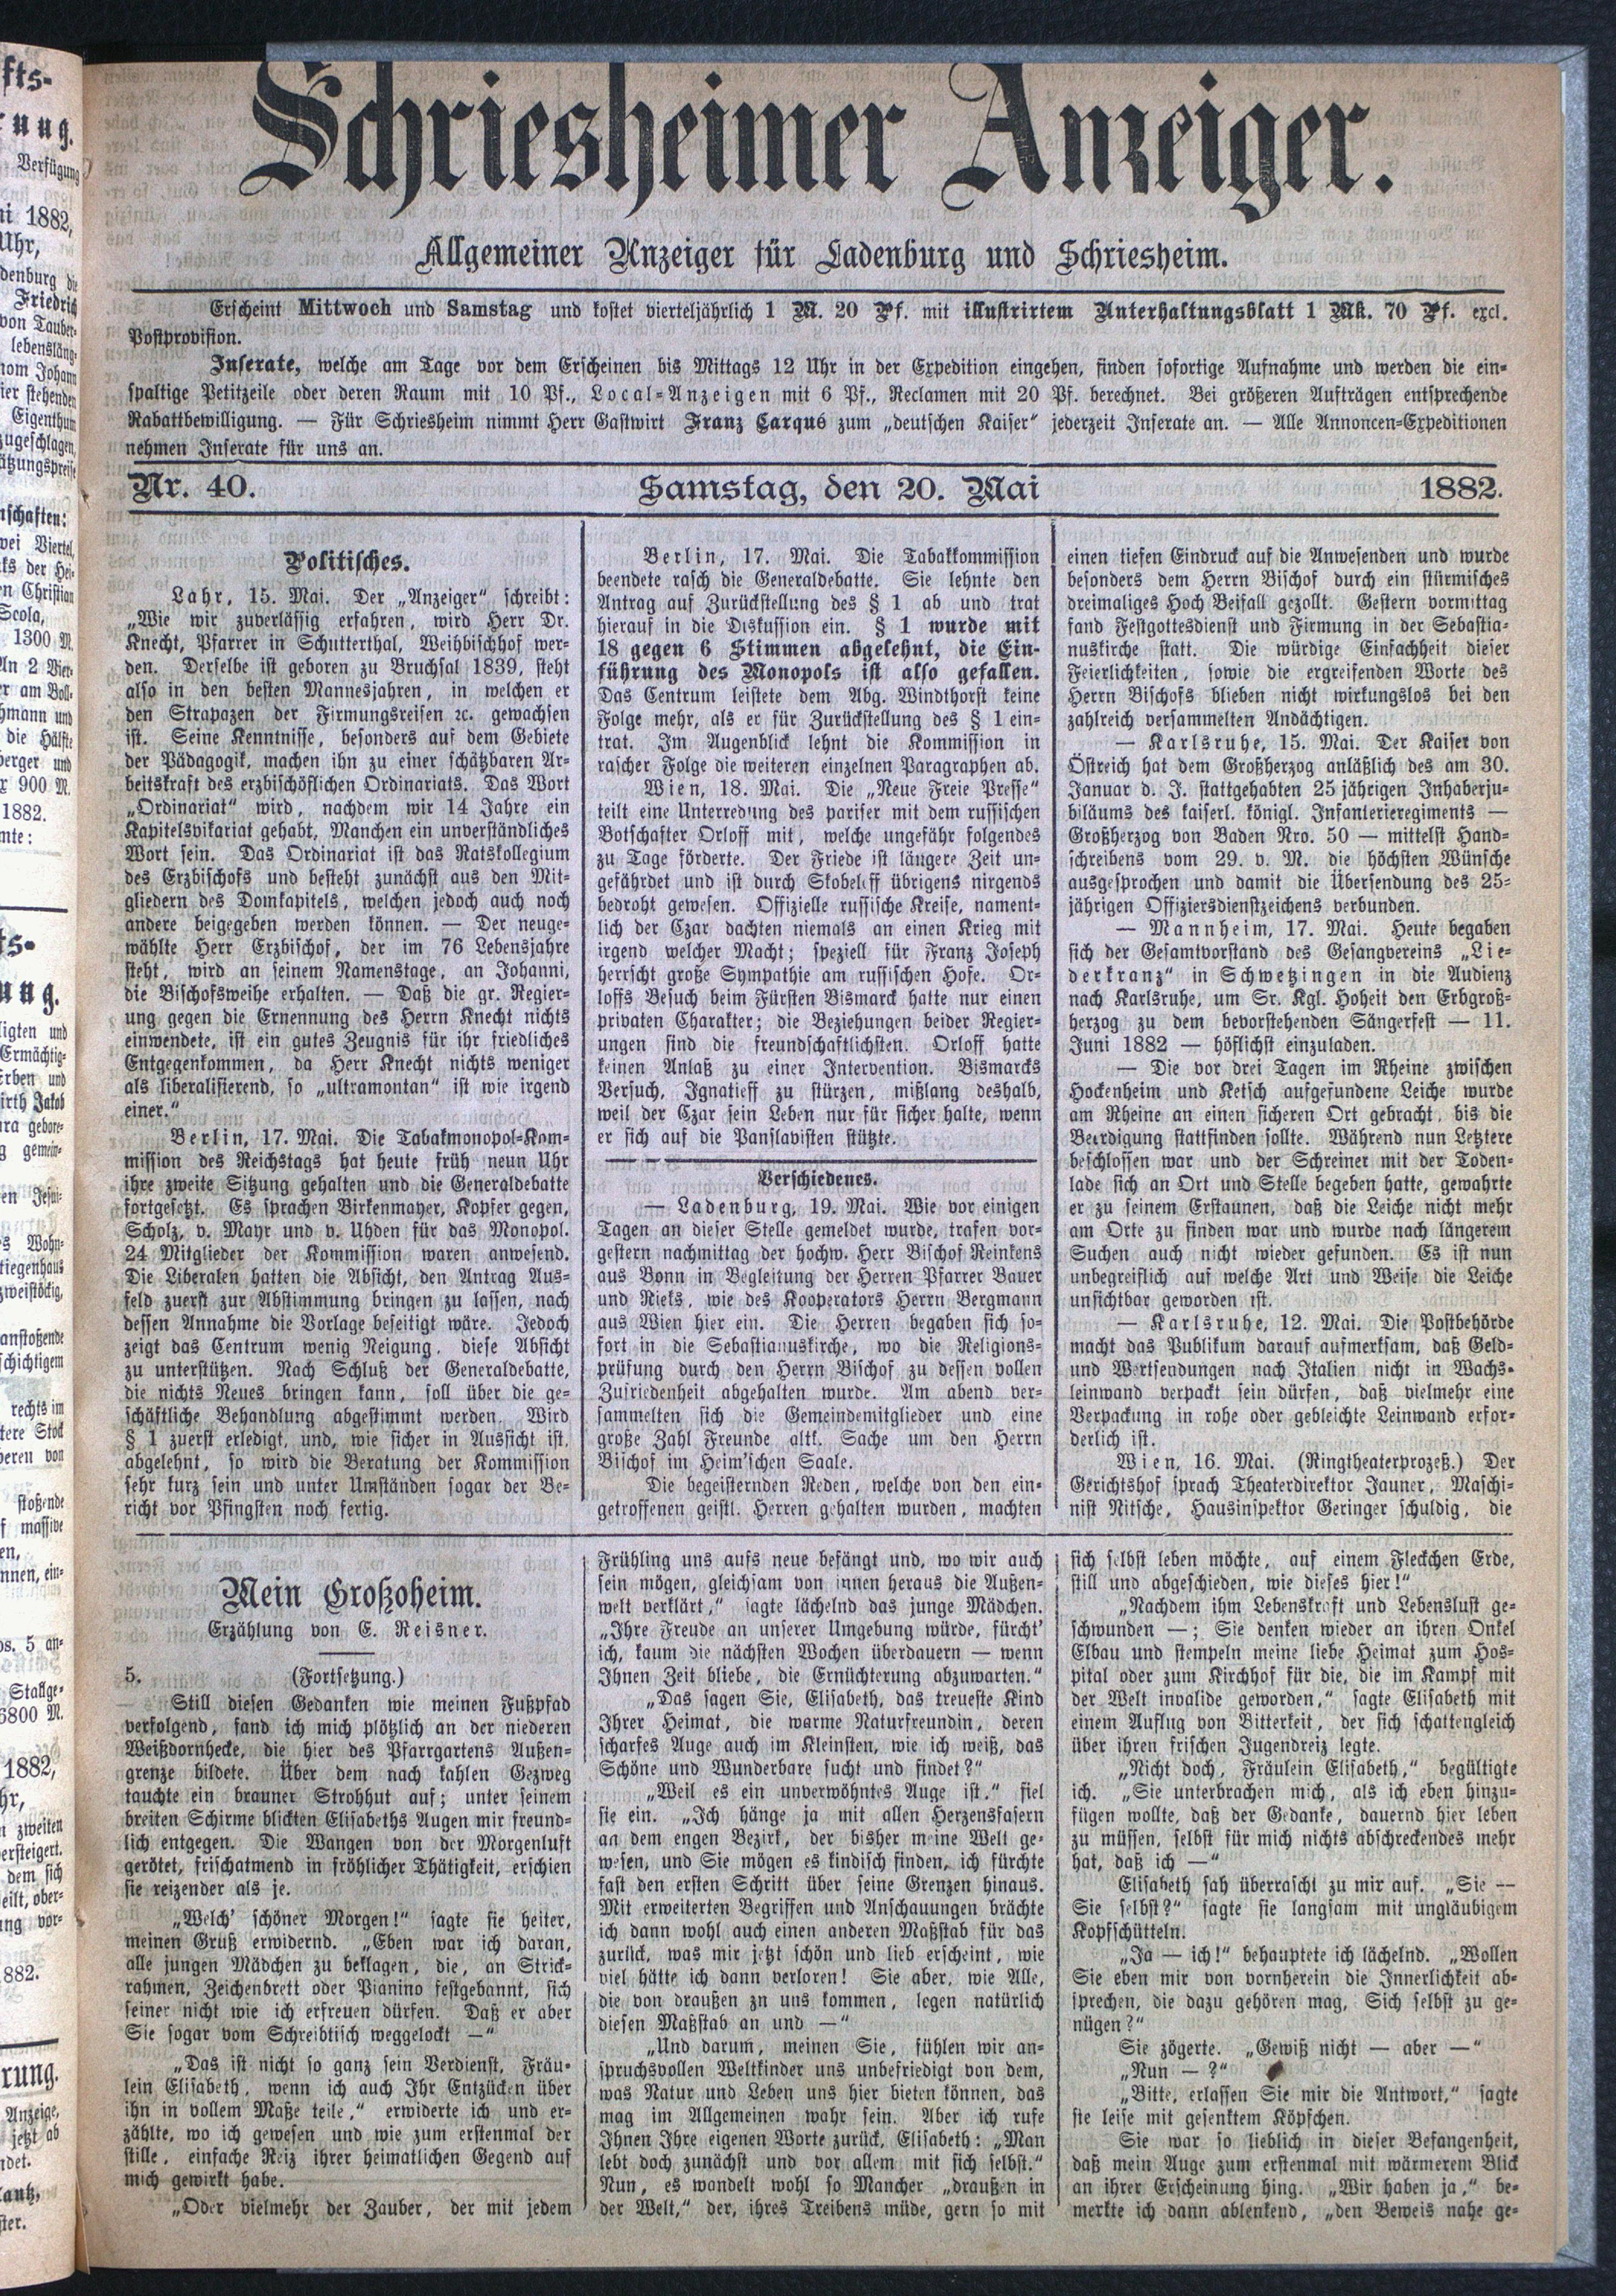 Schriesheimer Anzeiger.
Allgemeiner Anzeiger für Ladenburg und Schriesheim.
Erscheint Mittwoch und Samstag und kostet vierteljährlich 1 M. 20 Pf. mit illustrirtem Unterhaltungsblatt 1 Mk. 70 Pf. excl.
Postprovision.
Inserate, welche am Tage vor dem Erscheinen bis Mittags 12 Uhr in der Expedition eingehen, finden sofortige Aufnahme und werden die ein=
spaltige Petitzeile oder deren Raum mit 10 Pf., Local=Anzeigen mit 6 Pf., Reclamen mit 20 Pf. berechnet. Bei größeren Aufträgen entsprechende
Rabattbewilligung. — Für Schriesheim nimmt Herr Gastwirt Franz Carqué zum „deutschen Kaiser“ jederzeit Inserate an. — Alle Annoncen=Expeditionen
nehmen Inserate für uns an.
Nr. 40. Samstag, den 20. Mai 1882.
Politisches.
Lahr, 15. Mai. Der „Anzeiger“ schreibt:
„Wie wir zuverlässig erfahren, wird Herr Dr.
Knecht, Pfarrer in Schutterthal, Weihbischof wer=
den. Derselbe ist geboren zu Bruchsal 1839, steht
also in den besten Mannesjahren, in welchen er
den Strapazen der Firmungsreisen ꝛc. gewachsen
ist. Seine Kenntnisse, besonders auf dem Gebiete
der Pädagogik, machen ihn zu einer schätzbaren Ar=
beitskraft des erzbischöflichen Ordinariats. Das Wort
„Ordinariat“ wird, nachdem wir 14 Jahre ein
Kapitelsvikariat gehabt, Manchen ein unverständliches
Wort sein. Das Ordinariat ist das Ratskollegium
des Erzbischofs und besteht zunächst aus den Mit=
gliedern des Domkapitels, welchen jedoch auch noch
andere beigegeben werden können. — Der neuge=
wählte Herr Erzbischof, der im 76 Lebensjahre
steht, wird an seinem Namenstage, an Johanni,
die Bischofsweihe erhalten. — Daß die gr. Regier=
ung gegen die Ernennung des Herrn Knecht nichts
einwendete, ist ein gutes Zeugnis für ihr friedliches
Entgegenkommen, da Herr Knecht nichts weniger
als liberalisierend, so „ultramontan“ ist wie irgend
einer.“
Berlin, 17. Mai. Die Tabakmonopol=Kom=
mission des Reichstags hat heute früh neun Uhr
ihre zweite Sitzung gehalten und die Generaldebatte
fortgesetzt. Es sprachen Birkenmayer, Kopfer gegen,
Scholz, v. Mayr und v. Uhden für das Monopol.
24 Mitglieder der Kommission waren anwesend.
Die Liberalen hatten die Absicht, den Antrag Aus=
feld zuerst zur Abstimmung bringen zu lassen, nach
dessen Annahme die Vorlage beseitigt wäre. Jedoch
zeigt das Centrum wenig Neigung, diese Absicht
zu unterstützen. Nach Schluß der Generaldebatte,
die nichts Neues bringen kann, soll über die ge=
schäftliche Behandlung abgestimmt werden. Wird
§ 1 zuerst erledigt, und, wie sicher in Aussicht ist,
abgelehnt, so wird die Beratung der Kommission
sehr kurz sein und unter Umständen sogar der Be=
richt vor Pfingsten noch fertig.
Berlin, 17. Mai. Die Tabakkommission
beendete rasch die Generaldebatte. Sie lehnte den
Antrag auf Zurückstellung des § 1 ab und trat
hierauf in die Diskussion ein. § 1 wurde mit
18 gegen 6 Stimmen abgelehnt, die Ein=
führung des Monopols ist also gefallen.
Das Centrum leistete dem Abg. Windthorst keine
Folge mehr, als er für Zurückstellung des § 1 ein=
trat. Im Augenblick lehnt die Kommission in
rascher Folge die weiteren einzelnen Paragraphen ab.
Wien, 18. Mai. Die „Neue Freie Presse“
teilt eine Unterredung des pariser mit dem russischen
Botschafter Orloff mit, welche ungefähr folgendes
zu Tage förderte. Der Friede ist längere Zeit un=
gefährdet und ist durch Skobeleff übrigens nirgends
bedroht gewesen. Offizielle russische Kreise, nament=
lich der Czar dachten niemals an einen Krieg mit
irgend welcher Macht; speziell für Franz Joseph
herrscht große Sympathie am russischen Hofe. Or=
loffs Besuch beim Fürsten Bismarck hatte nur einen
privaten Charakter; die Beziehungen beider Regier=
ungen sind die freundschaftlichsten. Orloff hatte
keinen Anlaß zu einer Intervention. Bismarcks
Versuch, Ignatieff zu stürzen, mißlang deshalb,
weil der Czar sein Leben nur für sicher halte, wenn
er sich auf die Panslavisten stützte.
Verschiedenes.
— Ladenburg, 19. Mai. Wie vor einigen
Tagen an dieser Stelle gemeldet wurde, trafen vor=
gestern nachmittag der hochw. Herr Bischof Reinkens
aus Bonn in Begleitung der Herren Pfarrer Bauer
und Rieks, wie des Kooperators Herrn Bergmann
aus Wien hier ein. Die Herren begaben sich so=
fort in die Sebastianuskirche, wo die Religions=
prüfung durch den Herrn Bischof zu dessen vollen
Zufriedenheit abgehalten wurde. Am abend ver=
sammelten sich die Gemeindemitglieder und eine
große Zahl Freunde altk. Sache um den Herrn
Bischof im Heim'schen Saale.
Die begeisternden Reden, welche von den ein=
getroffenen geistl. Herren gehalten wurden, machten
einen tiefen Eindruck auf die Anwesenden und wurde
besonders dem Herrn Bischof durch ein stürmisches
dreimaliges Hoch Beifall gezollt. Gestern vormittag
fand Festgottesdienst und Firmung in der Sebastia=
nuskirche statt. Die würdige Einfachheit dieser
Feierlichkeiten, sowie die ergreifenden Worte des
Herrn Bischofs blieben nicht wirkungslos bei den
zahlreich versammelten Andächtigen.
— Karlsruhe, 15. Mai. Der Kaiser von
Östreich hat dem Großherzog anläßlich des am 30.
Januar d. J. stattgehabten 25 jährigen Inhaberju=
biläums des kaiserl. königl. Infanterieregiments —
Großherzog von Baden Nro. 50 — mittelst Hand=
schreibens vom 29. v. M. die höchsten Wünsche
ausgesprochen und damit die Übersendung des 25=
jährigen Offiziersdienstzeichens verbunden.
— Mannheim, 17. Mai. Heute begaben
sich der Gesamtvorstand des Gesangvereins „Lie=
derkranz“ in Schwetzingen in die Audienz
nach Karlsruhe, um Sr. Kgl. Hoheit den Erbgroß=
herzog zu dem bevorstehenden Sängerfest — 11.
Juni 1882 — höflichst einzuladen.
— Die vor drei Tagen im Rheine zwischen
Hockenheim und Ketsch aufgefundene Leiche wurde
am Rheine an einen sicheren Ort gebracht, bis die
Beerdigung stattfinden sollte. Während nun Letztere
beschlossen war und der Schreiner mit der Toden=
lade sich an Ort und Stelle begeben hatte, gewahrte
er zu seinem Erstaunen, daß die Leiche nicht mehr
am Orte zu finden war und wurde nach längerem
Suchen auch nicht wieder gefunden. Es ist nun
unbegreiflich auf welche Art und Weise die Leiche
unsichtbar geworden ist.
— Karlsruhe, 12. Mai. Die Postbehörde
macht das Publikum darauf aufmerksam, daß Geld=
und Wertsendungen nach Italien nicht in Wachs=
leinwand verpackt sein dürfen, daß vielmehr eine
Verpackung in rohe oder gebleichte Leinwand erfor=
derlich ist.
Wien, 16. Mai. (Ringtheaterprozeß.) Der
Gerichtshof sprach Theaterdirektor Jauner, Maschi=
nist Nitsche, Hausinspektor Geringer schuldig, die
Mein Großoheim.
Erzählung von E. Reisner.
5. (Fortsetzung.)
Still diesen Gedanken wie meinen Fußpfad
verfolgend, fand ich mich plötzlich an der niederen
Weißdornhecke, die hier des Pfarrgartens Außen=
grenze bildete. Über dem nach kahlen Gezweg
tauchte ein brauner Strohhut auf; unter seinem
breiten Schirme blickten Elisabeths Augen mir freund=
lich entgegen. Die Wangen von der Morgenluft
gerötet, frischatmend in fröhlicher Thätigkeit, erschien
sie reizender als je.
„Welch' schöner Morgen!“ sagte sie heiter,
meinen Gruß erwidernd. „Eben war ich daran,
alle jungen Mädchen zu beklagen, die, an Strick=
rahmen, Zeichenbrett oder Pianino festgebannt, sich
seiner nicht wie ich erfreuen dürfen. Daß er aber
Sie sogar vom Schreibtisch weggelockt —“
„Das ist nicht so ganz sein Verdienst, Fräu=
lein Elisabeth, wenn ich auch Ihr Entzücken über
ihn in vollem Maße teile,“ erwiderte ich und er=
zählte, wo ich gewesen und wie zum erstenmal der
stille, einfache Reiz ihrer heimatlichen Gegend auf
mich gewirkt habe.
„Oder vielmehr der Zauber, der mit jedem
Frühling uns aufs neue befängt und, wo wir auch
sein mögen, gleichsam von innen heraus die Außen=
welt verklärt,“ sagte lächelnd das junge Mädchen.
„Ihre Freude an unserer Umgebung würde, fürcht'
ich, kaum die nächsten Wochen überdauern — wenn
Ihnen Zeit bliebe, die Ernüchterung abzuwarten.“
„Das sagen Sie, Elisabeth, das treueste Kind
Ihrer Heimat, die warme Naturfreundin, deren
scharfes Auge auch im Kleinsten, wie ich weiß, das
Schöne und Wunderbare sucht und findet?“
„Weil es ein unverwöhntes Auge ist.“ fiel
sie ein. „Ich hänge ja mit allen Herzensfasern
an dem engen Bezirk, der bisher meine Welt ge=
wesen, und Sie mögen es kindisch finden, ich fürchte
fast den ersten Schritt über seine Grenzen hinaus.
Mit erweiterten Begriffen und Anschauungen brächte
ich dann wohl auch einen anderen Maßstab für das
zurück, was mir jetzt schön und lieb erscheint, wie
viel hätte ich dann verloren! Sie aber, wie Alle,
die von draußen zn uns kommen, legen natürlich
diesen Maßstab an und —“
„Und darum, meinen Sie, fühlen wir an=
spruchsvollen Weltkinder uns unbefriedigt von dem,
was Natur und Leben uns hier bieten können, das
mag im Allgemeinen wahr sein. Aber ich rufe
Ihnen Ihre eigenen Worte zurück, Elisabeth: „Man
lebt doch zunächst und vor allem mit sich selbst.“
Nun, es wandelt wohl so Mancher „draußen in
der Welt,“ der, ihres Treibens müde, gern so mit
sich selbst leben möchte, auf einem Fleckchen Erde,
still und abgeschieden, wie dieses hier!“
„Nachdem ihm Lebenskraft und Lebenslust ge=
schwunden —; Sie denken wieder an ihren Onkel
Elbau und stempeln meine liebe Heimat zum Hos=
pital oder zum Kirchhof für die, die im Kampf mit
der Welt invalide geworden,“ sagte Elisabeth mit
einem Auflug von Bitterkeit, der sich schattengleich
über ihren frischen Jugendreiz legte.
„Nicht doch, Fräulein Elisabeth,“ begültigte
ich. „Sie unterbrachen mich, als ich eben hinzu=
fügen wollte, daß der Gedanke, dauernd hier leben
zu müssen, selbst für mich nichts abschreckendes mehr
hat, daß ich —“
Elisabeth sah überrascht zu mir auf. „Sie —
Sie selbst?“ sagte sie langsam mit ungläubigem
Kopfschütteln.
„Ja — ich!“ behauptete ich lächelnd. „Wollen
Sie eben mir von vornherein die Innerlichkeit ab=
sprechen, die dazu gehören mag, Sich selbst zu ge=
nügen?“
Sie zögerte. „Gewiß nicht — aber —“
„Nun — ?“
„Bitte, erlassen Sie mir die Antwort,“ sagte
sie leise mit gesenktem Köpfchen.
Sie war so lieblich in dieser Befangenheit,
daß mein Auge zum erstenmal mit wärmerem Blick
an ihrer Erscheinung hing. „Wir haben ja,“ be=
merkte ich dann ablenkend, „den Beweis nahe ge=